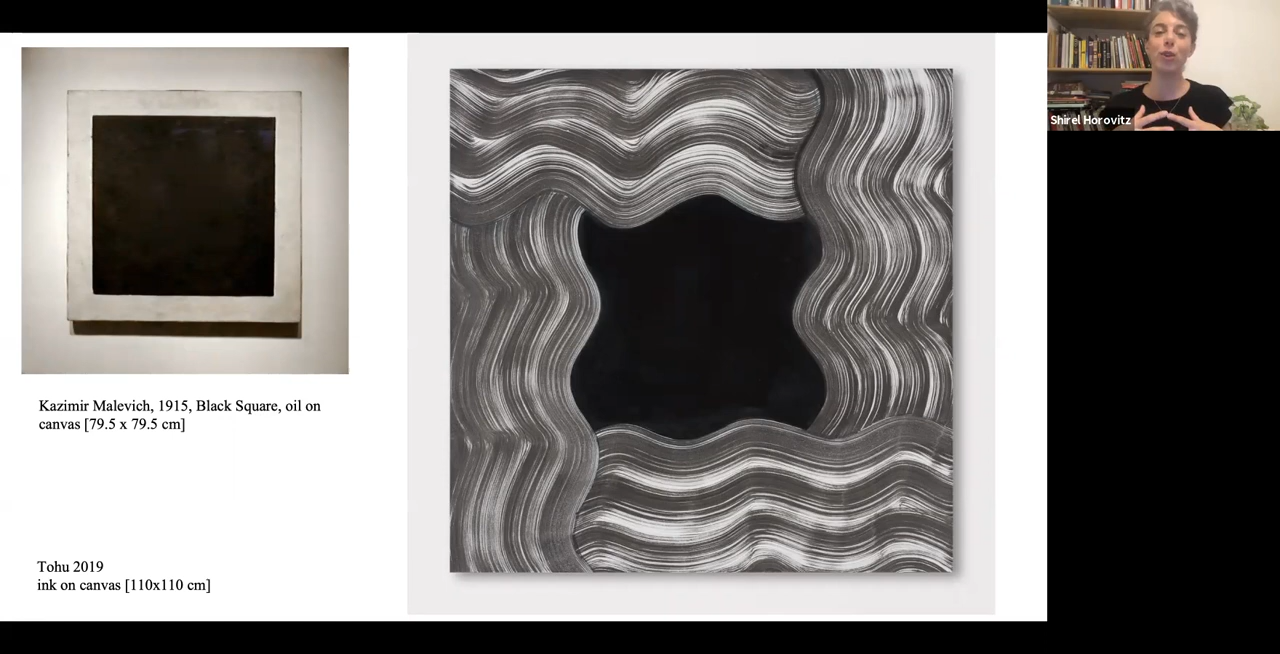 Shirel Horovitz
Kazimir Malevich, 1915, Black Square, oil on
canvas [79.5 x 79.5 cm]
Tohu 2019
ink on canvas [110x110 cm]